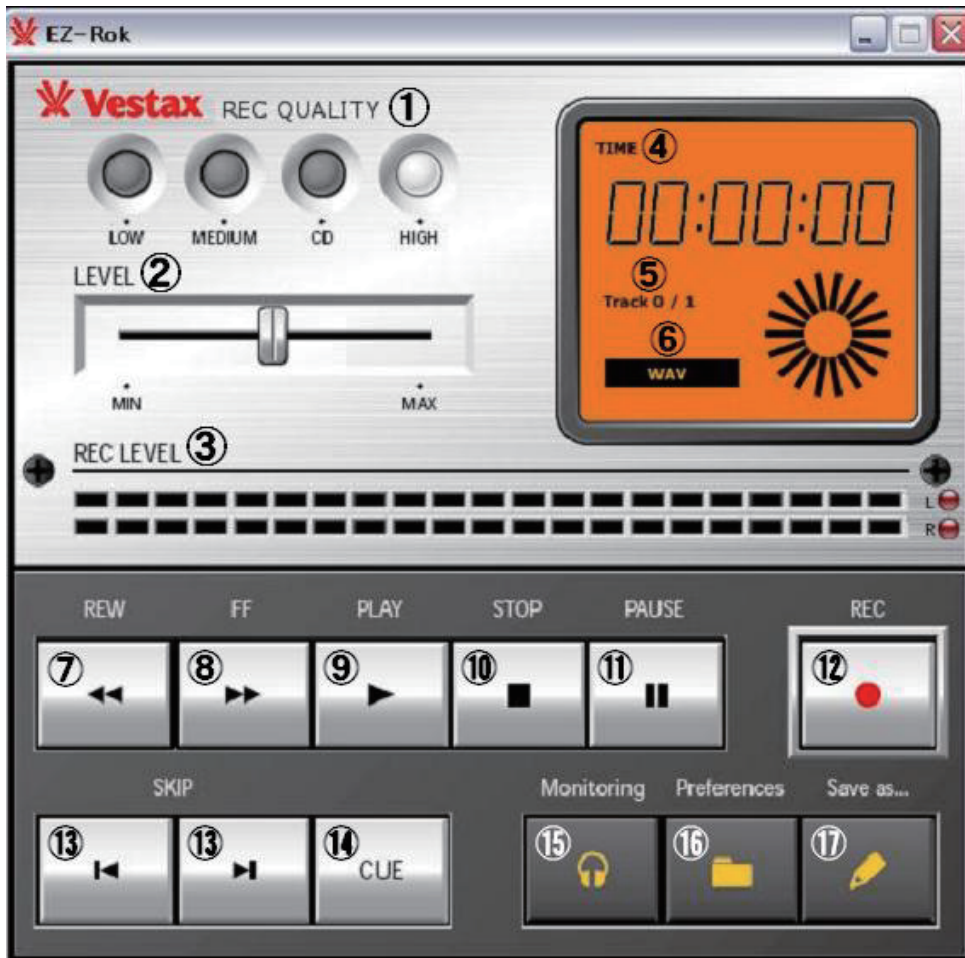 EZ-Rok
Vestax REC QUALITY ①
LOW MEDIUM CD HIGH
LEVEL ②
MIN MAX
REC LEVEL ③
L
R
TIME ④
00:00:00
⑤
Track 0 / 1
⑥
WAV
REW FF PLAY STOP PAUSE REC
⑦ ⑧ ⑨ ⑩ ⑪ ⑫
SKIP Monitoring Preferences Save as...
⑬ ⑬ ⑭ CUE ⑮ ⑯ ⑰